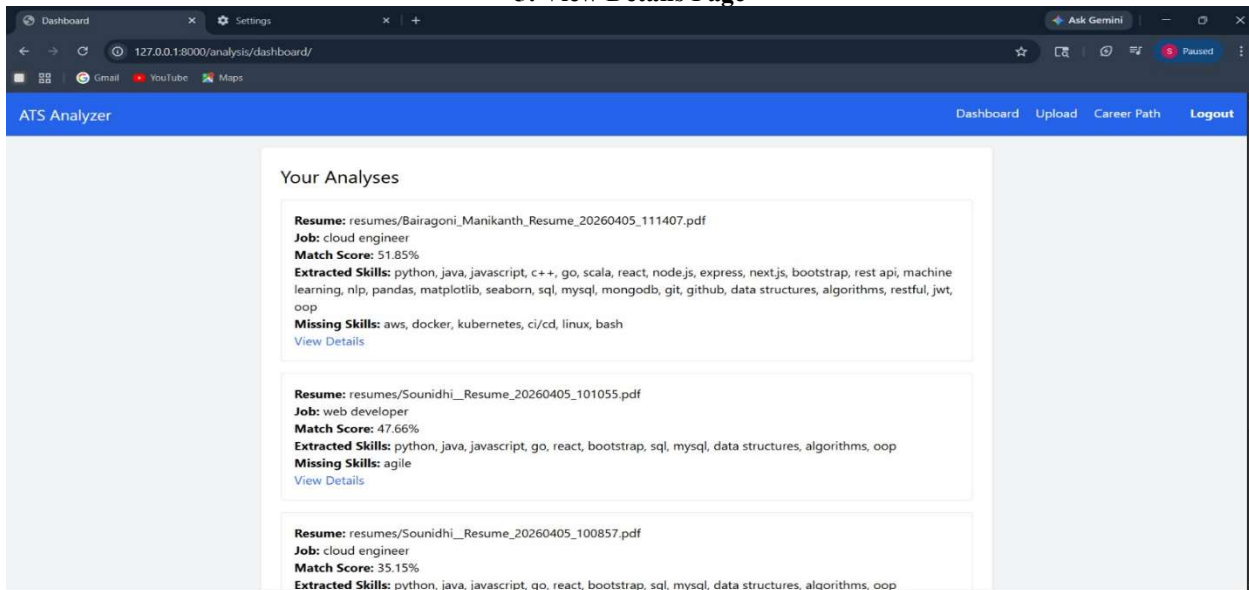 5. View Details Page
Dashboard
Settings
Ask Gemini
127.0.0.1:8000/analysis/dashboard/
S Paused
Gmail
YouTube
Maps
ATS Analyzer
Dashboard Upload Career Path Logout
Your Analyses
Resume: resumes/Bairagoni_Manikanth_Resume_20260405_111407.pdf
Job: cloud engineer
Match Score: 51.85%
Extracted Skills: python, java, javascript, c++, go, scala, react, node.js, express, next.js, bootstrap, rest api, machine
learning, nlp, pandas, matplotlib, seaborn, sql, mysql, mongodb, git, github, data structures, algorithms, restful, jwt,
oop
Missing Skills: aws, docker, kubernetes, ci/cd, linux, bash
View Details
Resume: resumes/Sounidhi__Resume_20260405_101055.pdf
Job: web developer
Match Score: 47.66%
Extracted Skills: python, java, javascript, go, react, bootstrap, sql, mysql, data structures, algorithms, oop
Missing Skills: agile
View Details
Resume: resumes/Sounidhi__Resume_20260405_100857.pdf
Job: cloud engineer
Match Score: 35.15%
Extracted Skills: python, java, javascript, go, react, bootstrap, sql, mysql, data structures, algorithms, oop